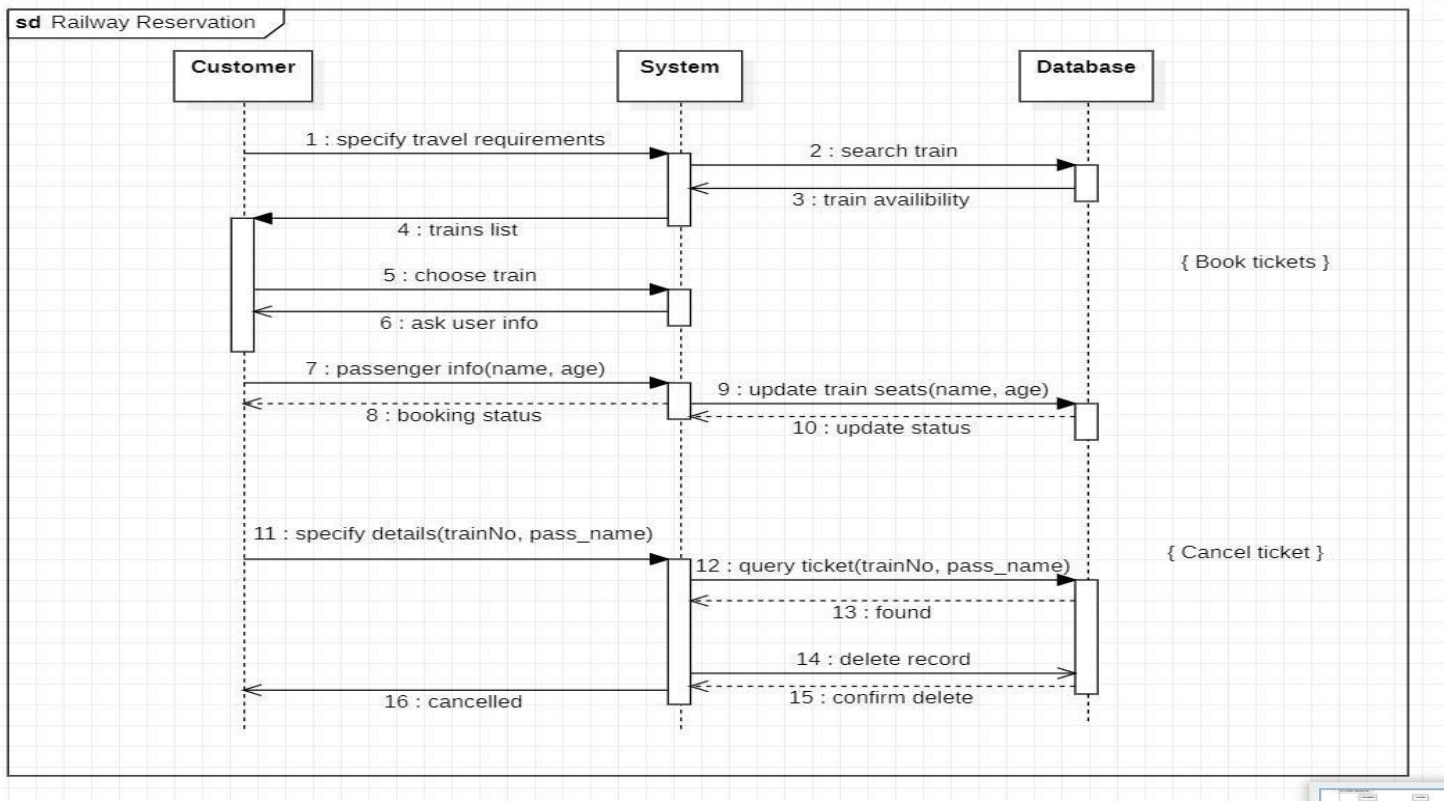 sd Railway Reservation
Customer
System
Database
1 : specify travel requirements
2 : search train
3 : train availibility
4 : trains list
{ Book tickets }
5 : choose train
6 : ask user info
7 : passenger info(name, age)
9 : update train seats(name, age)
8 : booking status
10 : update status
11 : specify details(trainNo, pass_name)
{ Cancel ticket }
12 : query ticket(trainNo, pass_name)
13 : found
14 : delete record
15 : confirm delete
16 : cancelled